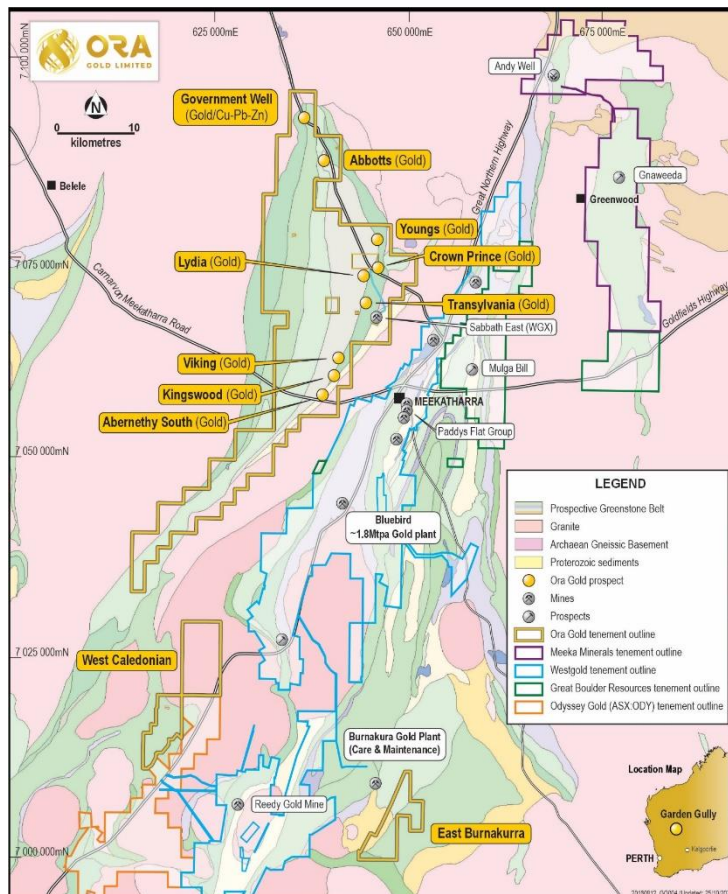 ORA
GOLD LIMITED
625 000mE
650 000mE
675 000mE
7 100 000mN
N
0 10
kilometres
Andy Well
Government Well
(Gold/Cu-Pb-Zn)
Abbotts (Gold)
Great Northern Highway
Belele
Gnaweeda
Greenwood
Youngs (Gold)
Crown Prince (Gold)
Lydia (Gold)
7 075 000mN
Carnarvon Meekatharra Road
Transylvania (Gold)
Goldfields Highway
Sabbath East (WGX)
Viking (Gold)
Mulga Bill
Kingswood (Gold)
MEEKATHARRA
Abernethy South (Gold)
Paddys Flat Group
7 050 000mN
Bluebird
~1.8Mtpa Gold plant
LEGEND
Prospective Greenstone Belt
Granite
Archaean Gneissic Basement
Proterozoic sediments
Ora Gold prospect
Mines
Prospects
Ora Gold tenement outline
Meeka Minerals tenement outline
Westgold tenement outline
Great Boulder Resources tenement outline
Odyssey Gold (ASX:ODY) tenement outline
7 025 000mN
West Caledonian
Burnakura Gold Plant
(Care & Maintenance)
Reedy Gold Mine
East Burnakurra
7 000 000mN
Location Map
Garden Gully
Kalgoorlie
PERTH